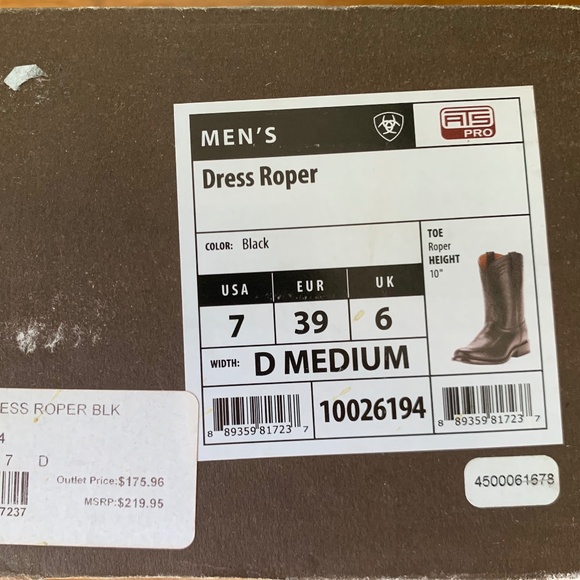 MEN'S
ATS
PRO
Dress Roper
COLOR: Black
TOE
Roper
HEIGHT
10"
USA EUR UK
7 39 6
WIDTH: D MEDIUM
8 89359 81723 7
10026194
8 89359 81723 7
ESS ROPER BLK
4
7 D
Outlet Price:$175.96
MSRP:$219.95
7237
4500061678